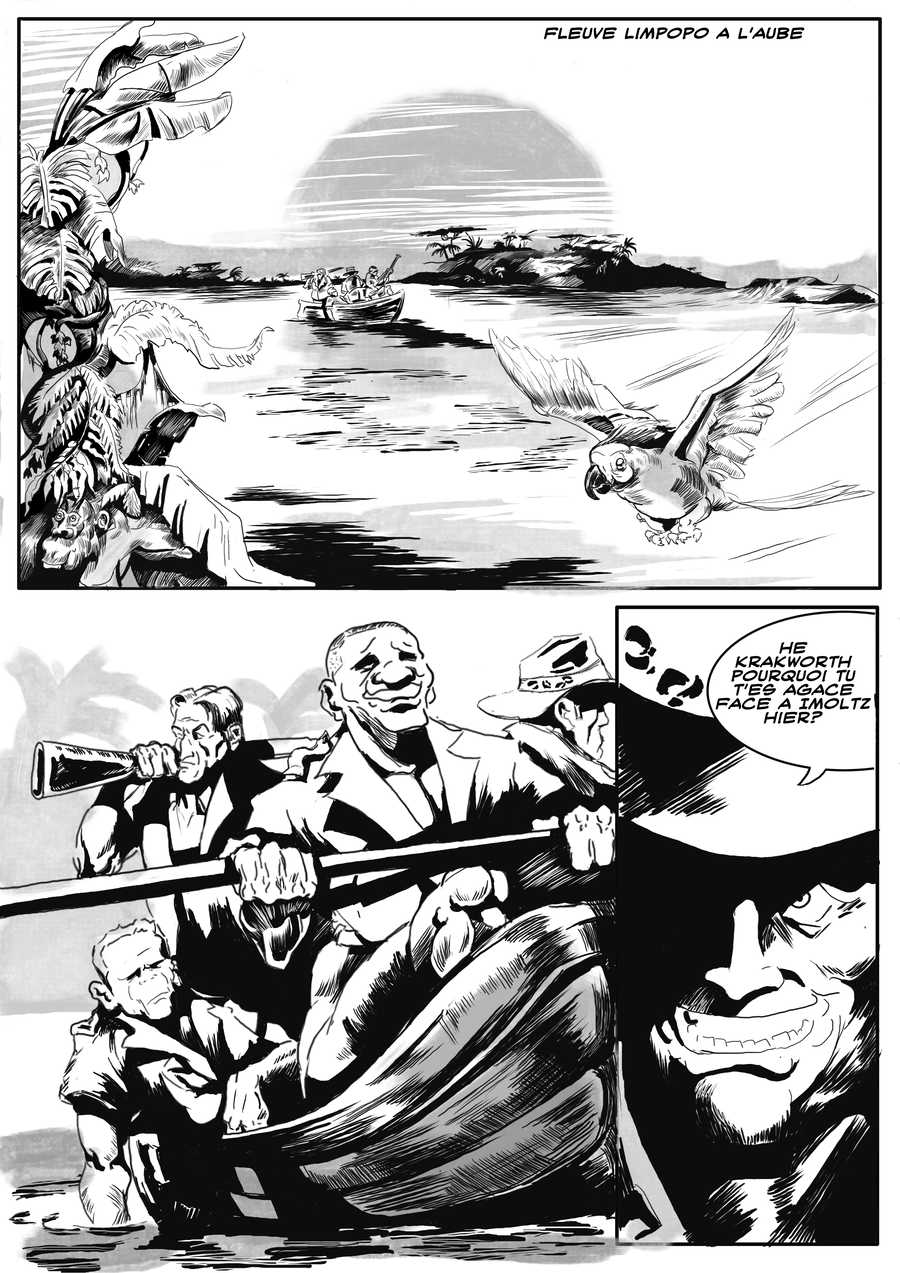 FLEUVE LIMPOPO A L'AUBE
HE
KRAKWORTH
POURQUOI TU
T'ES AGACE
FACE A IMOLTZ
HIER?